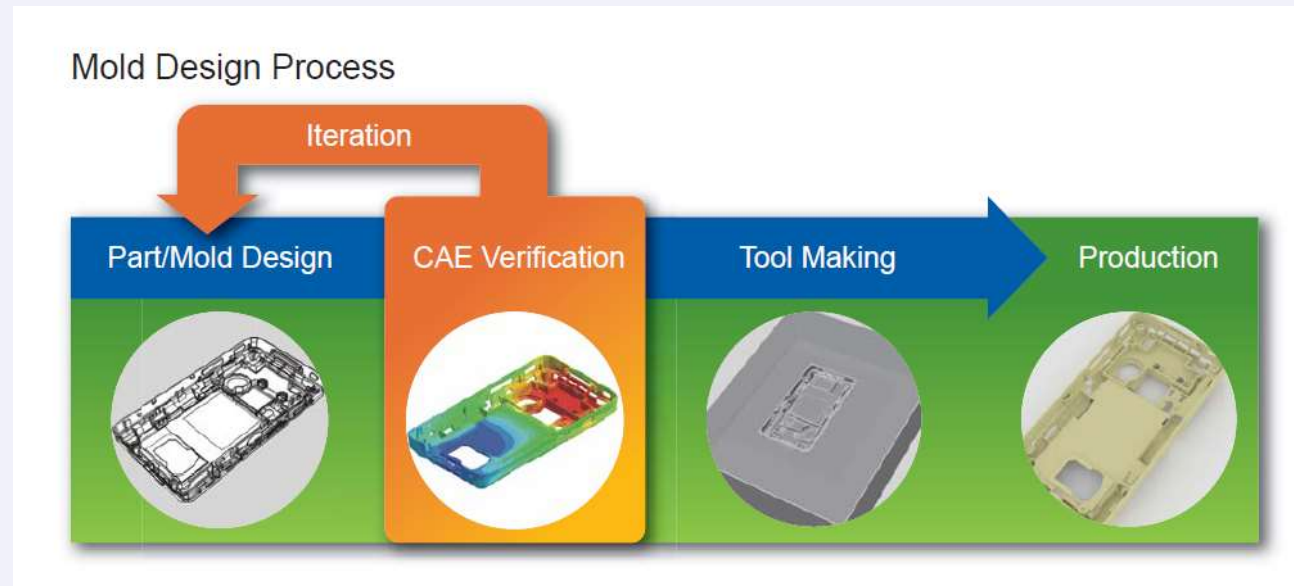 Mold Design Process
Iteration
Part/Mold Design
CAE Verification
Tool Making
Production